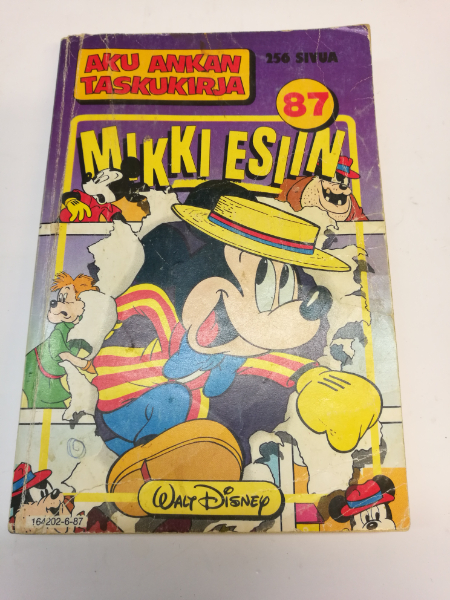 AKU ANKAN
TASKUKIRJA
256 SIVUA
87
MIKKI ESIIN
WALT DISNEY
164202-6-87